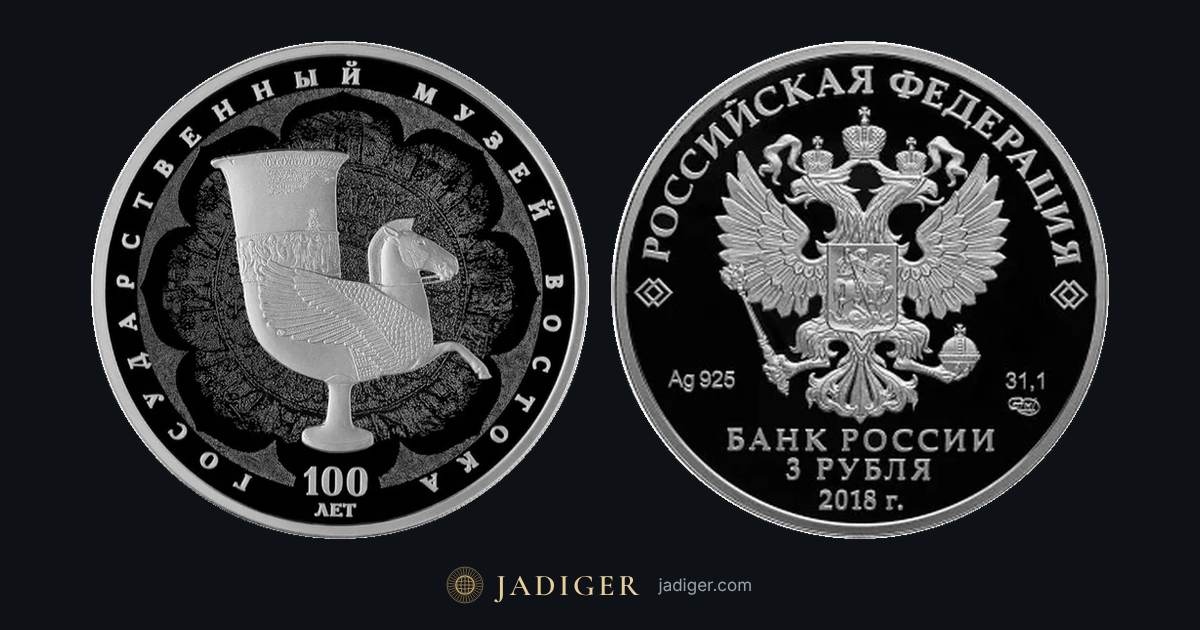 ГОСУДАРСТВЕННЫЙ МУЗЕЙ ВОСТОКА
100
ЛЕТ
РОССИЙСКАЯ ФЕДЕРАЦИЯ
Ag 925
31,1
БАНК РОССИИ
3 РУБЛЯ
2018 г.
JADIGER
jadiger.com